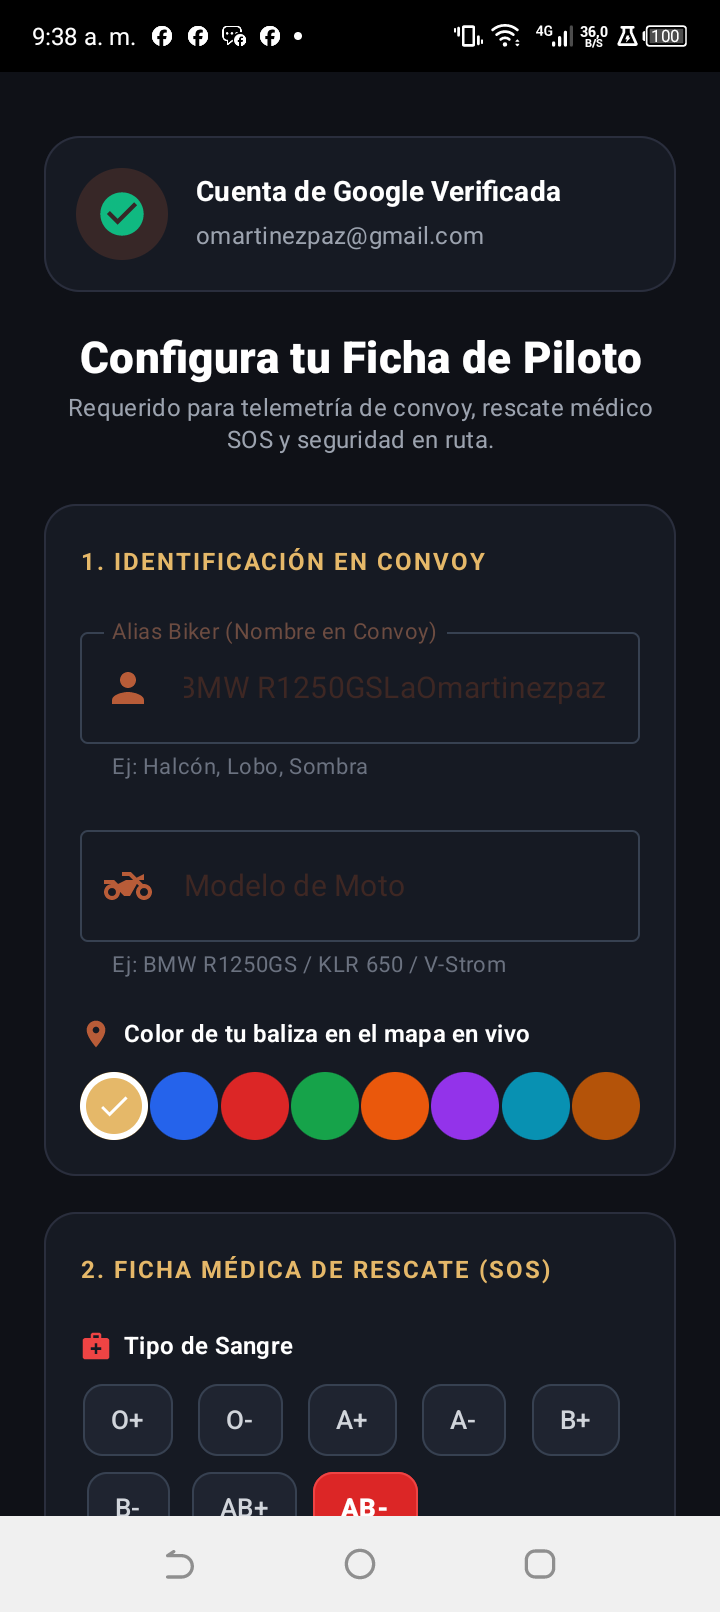 9:38 a. m.
4G
36,0
B/S
100
Cuenta de Google Verificada
omartinezpaz@gmail.com
Configura tu Ficha de Piloto
Requerido para telemetría de convoy, rescate médico
SOS y seguridad en ruta.
1. IDENTIFICACIÓN EN CONVOY
Alias Biker (Nombre en Convoy)
BMW R1250GSLaOmartinezpaz
Ej: Halcón, Lobo, Sombra
Modelo de Moto
Ej: BMW R1250GS / KLR 650 / V-Strom
Color de tu baliza en el mapa en vivo
2. FICHA MÉDICA DE RESCATE (SOS)
Tipo de Sangre
O+ O- A+ A- B+
B- AB+ AB-